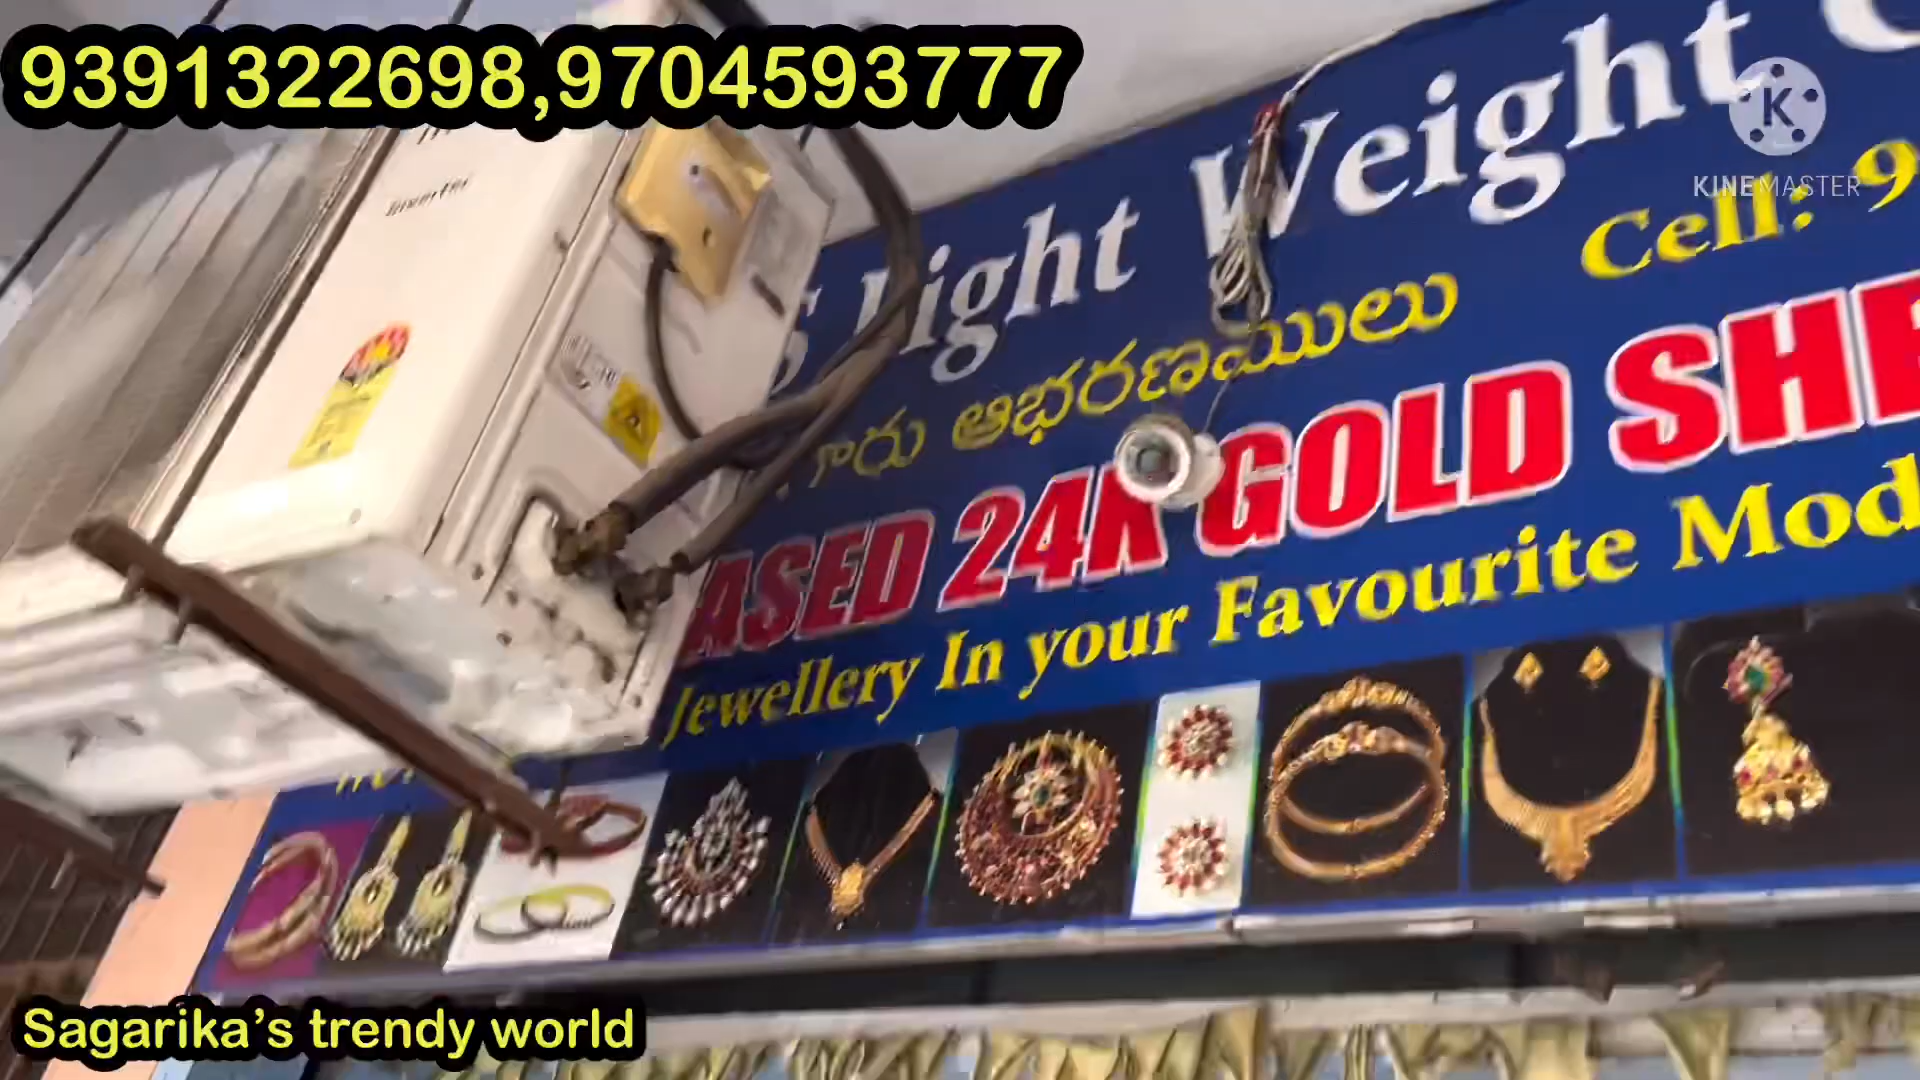 9391322698,9704593777
KINEMASTER
Light Weight
Cell: 9
గారు ఆభరణములు
ASED 24K GOLD SHE
Jewellery In your Favourite Mod
Sagarika's trendy world